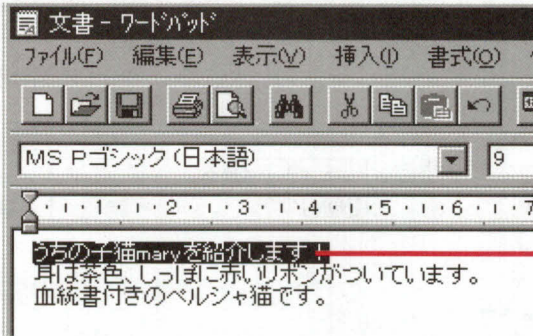 文書 - ワードパッド
ファイル(F) 編集(E) 表示(V) 挿入(I) 書式(O)
MS Pゴシック (日本語) 9
1 2 3 4 5 6 7
うちの子猫maryを紹介します！
耳は茶色、しっぽに赤いリボンがついています。
血統書付きのペルシャ猫です。